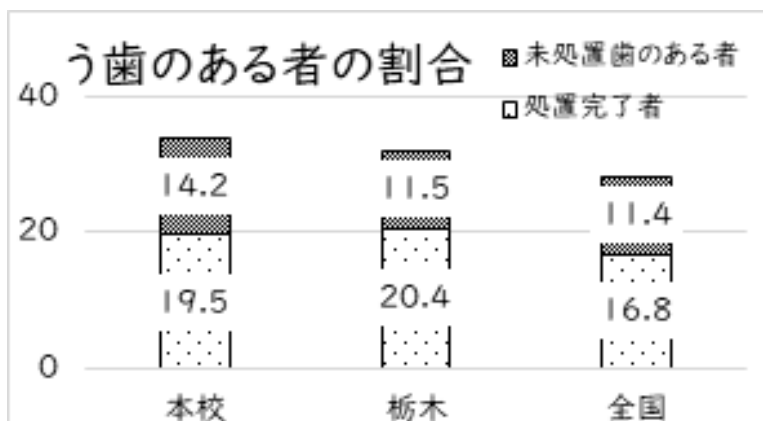 う歯のある者の割合
未処置歯のある者
処置完了者
40
20
0
14.2
11.5
11.4
19.5
20.4
16.8
本校
栃木
全国